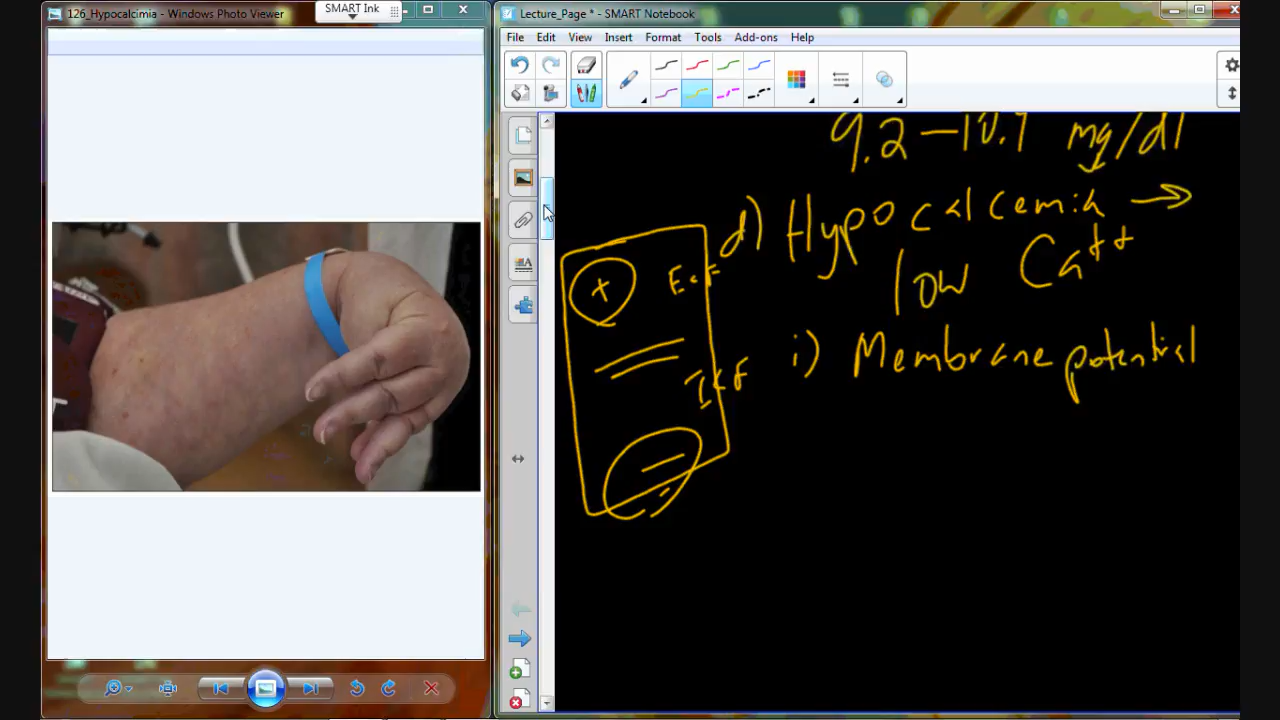 126_Hypocalcimia - Windows Photo Viewer
SMART Ink
Lecture_Page * - SMART Notebook
File Edit View Insert Format Tools Add-ons Help
9.2 — 10.7 mg/dl
d) Hypocalcemia →
low Ca++
+ ECF
i) Membrane potential
ICF